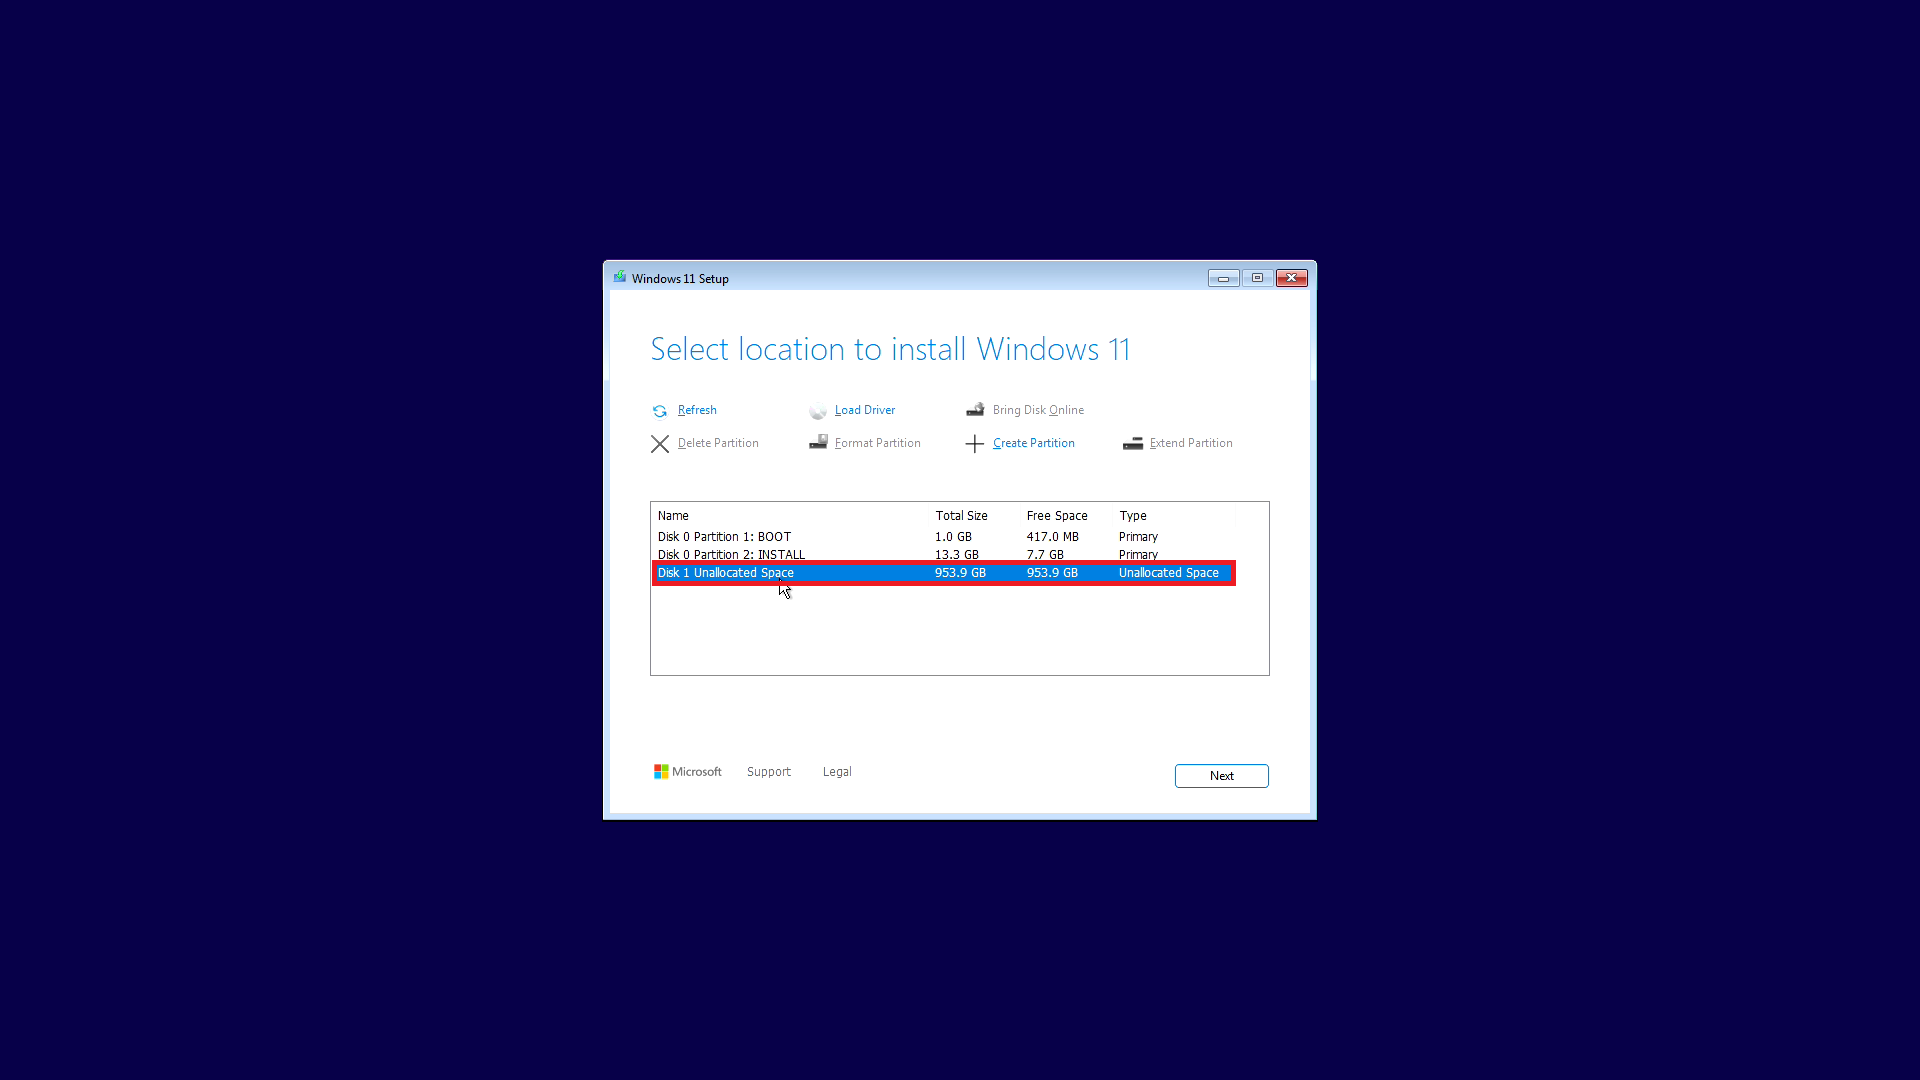 Windows 11 Setup
Select location to install Windows 11
Refresh Load Driver Bring Disk Online
Delete Partition Format Partition Create Partition Extend Partition
Name Total Size Free Space Type
Disk 0 Partition 1: BOOT 1.0 GB 417.0 MB Primary
Disk 0 Partition 2: INSTALL 13.3 GB 7.7 GB Primary
Disk 1 Unallocated Space 953.9 GB 953.9 GB Unallocated Space
Microsoft Support Legal
Next